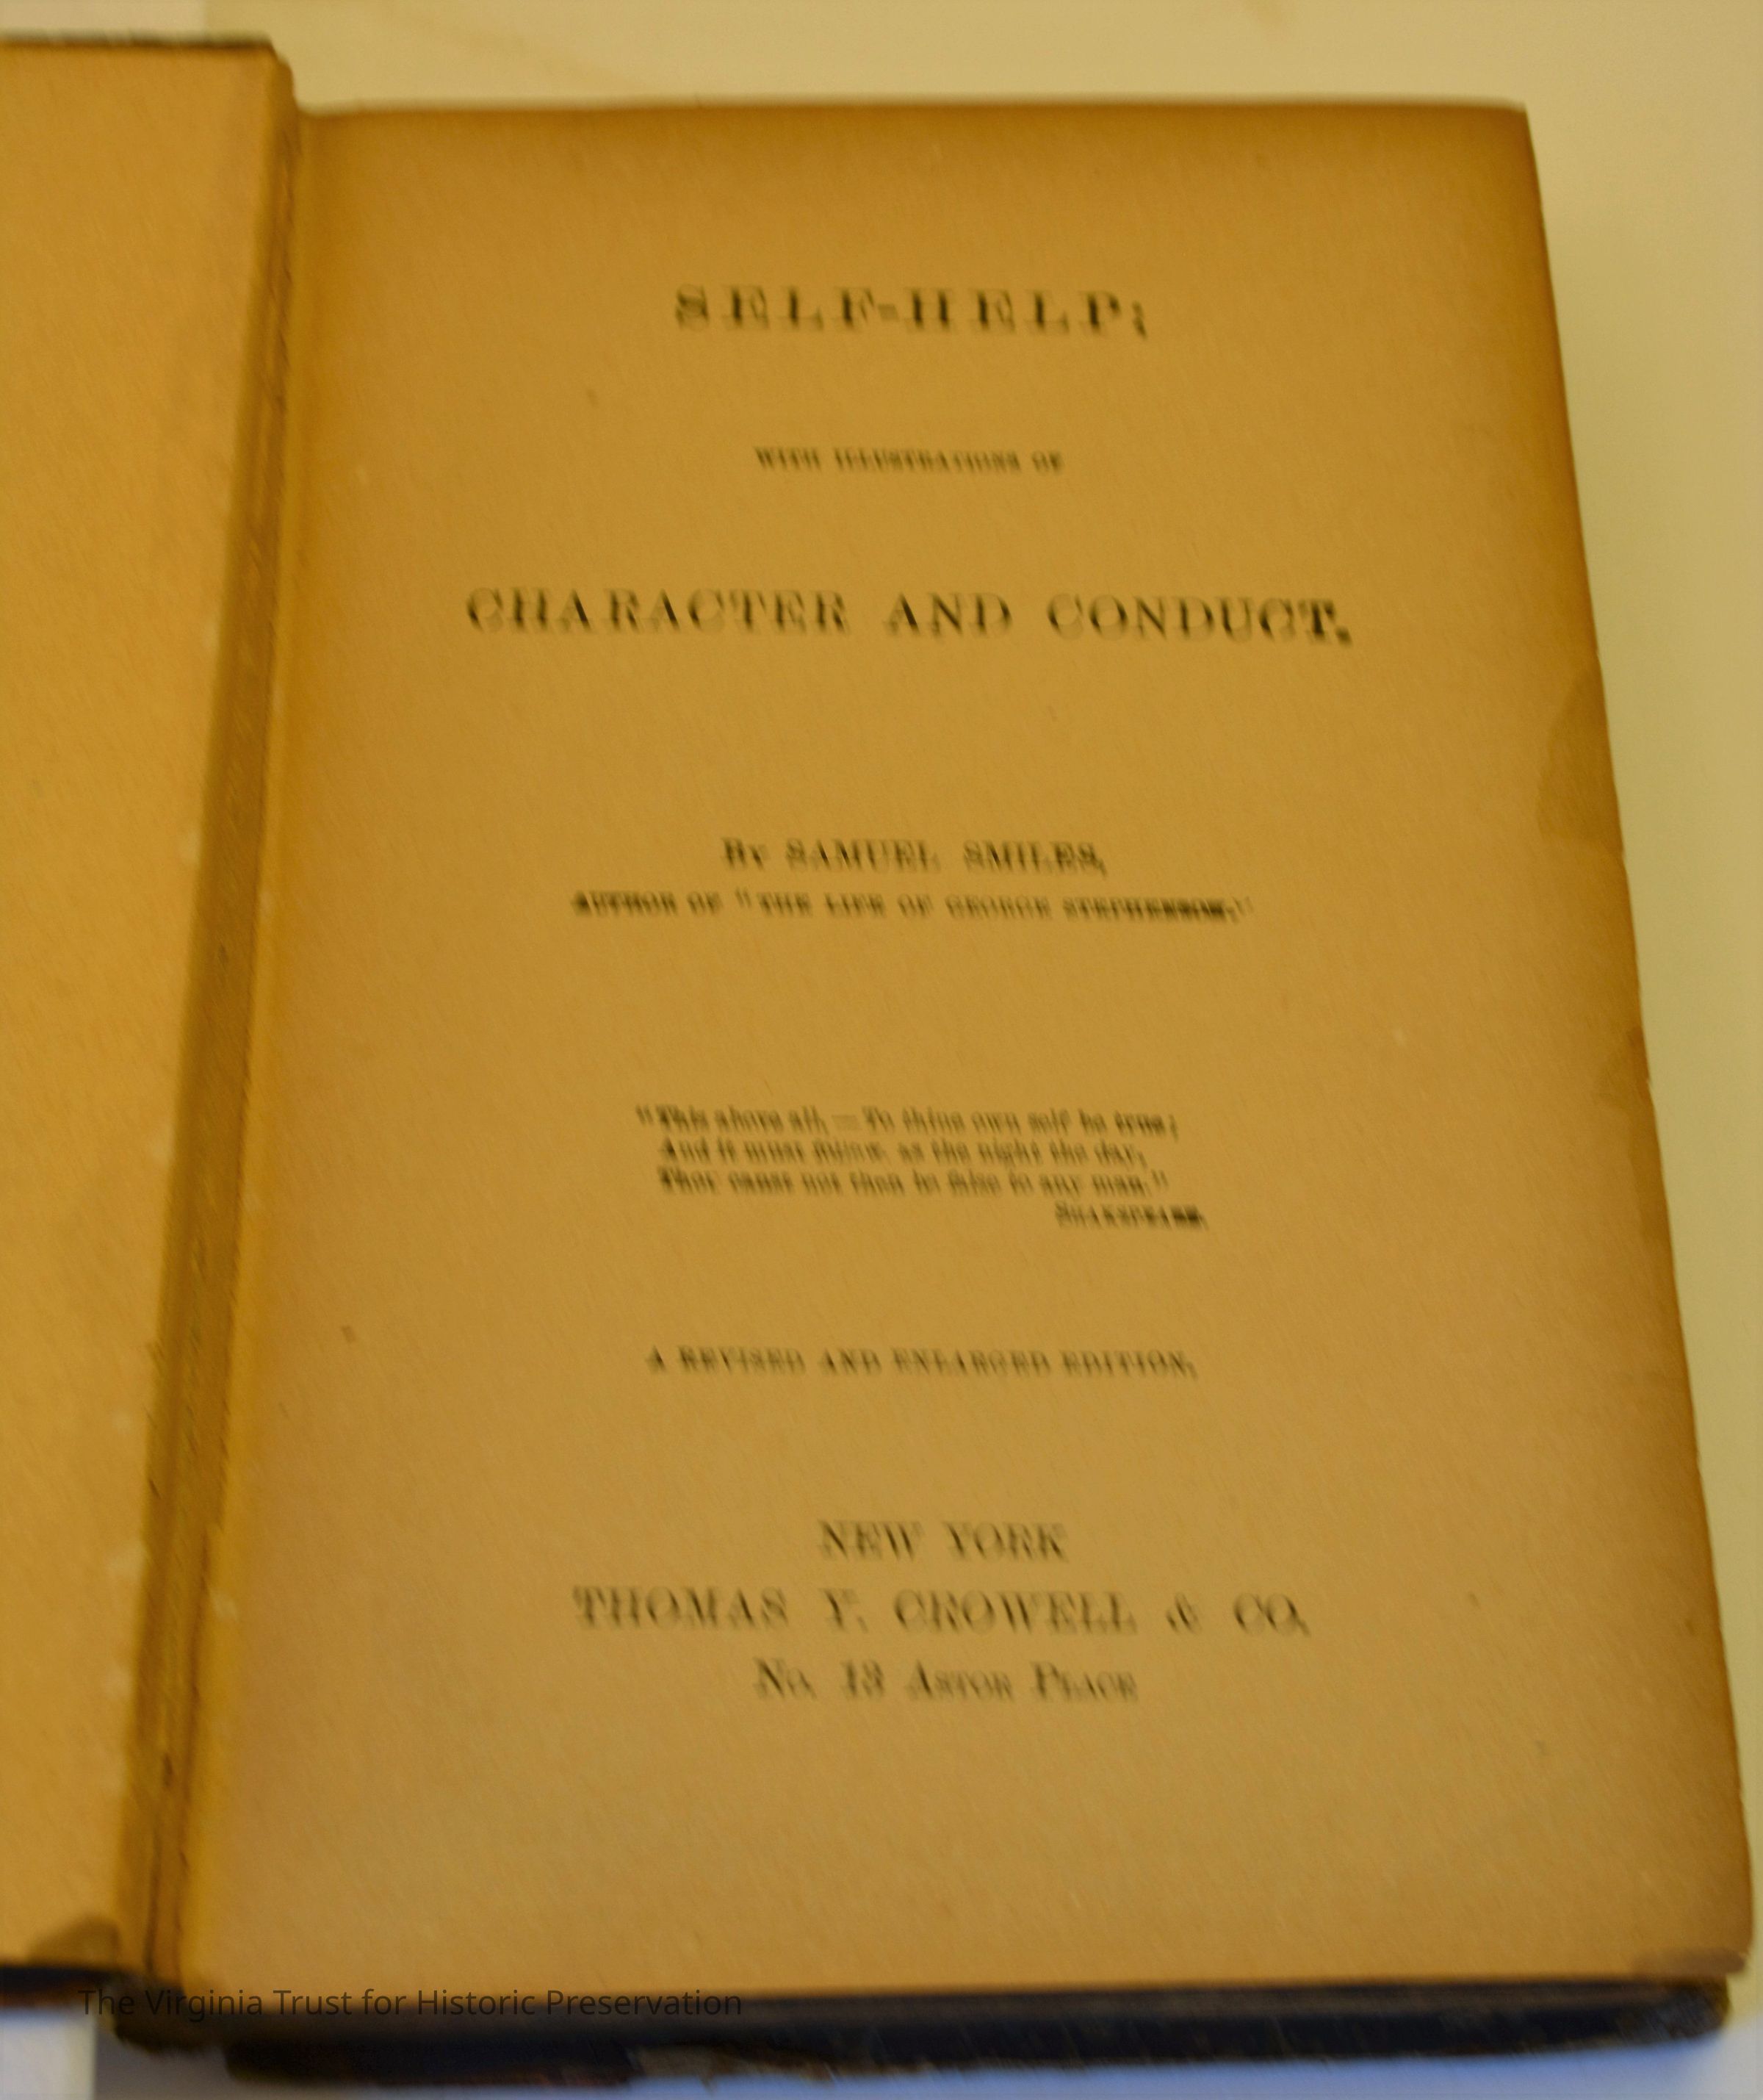 SELF-HELP;
WITH ILLUSTRATIONS OF
CHARACTER AND CONDUCT.
By SAMUEL SMILES,
AUTHOR OF "THE LIFE OF GEORGE STEPHENSON,"
"This above all, — To thine own self be true;
And it must follow, as the night the day,
Thou canst not then be false to any man."
SHAKSPEARE.
A REVISED AND ENLARGED EDITION,
NEW YORK
THOMAS Y. CROWELL & CO.
No. 13 Astor Place
The Virginia Trust for Historic Preservation